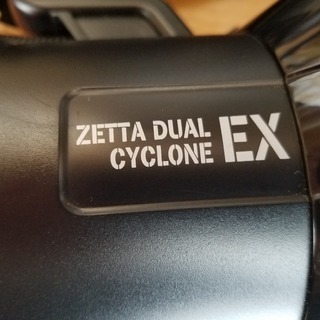 ZETTA DUAL
CYCLONE EX